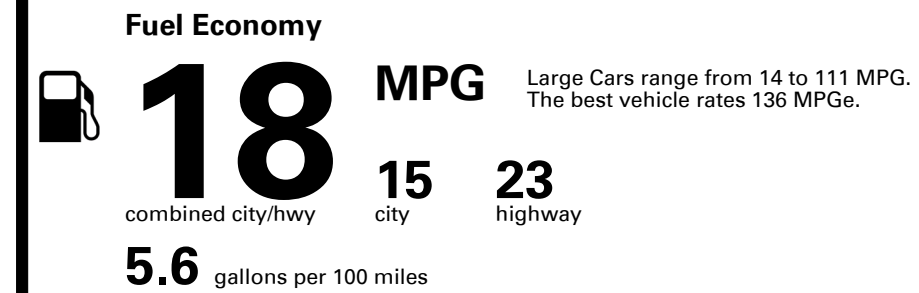 Fuel Economy
18 MPG
Large Cars range from 14 to 111 MPG.
The best vehicle rates 136 MPGe.
combined city/hwy
15
city
23
highway
5.6 gallons per 100 miles